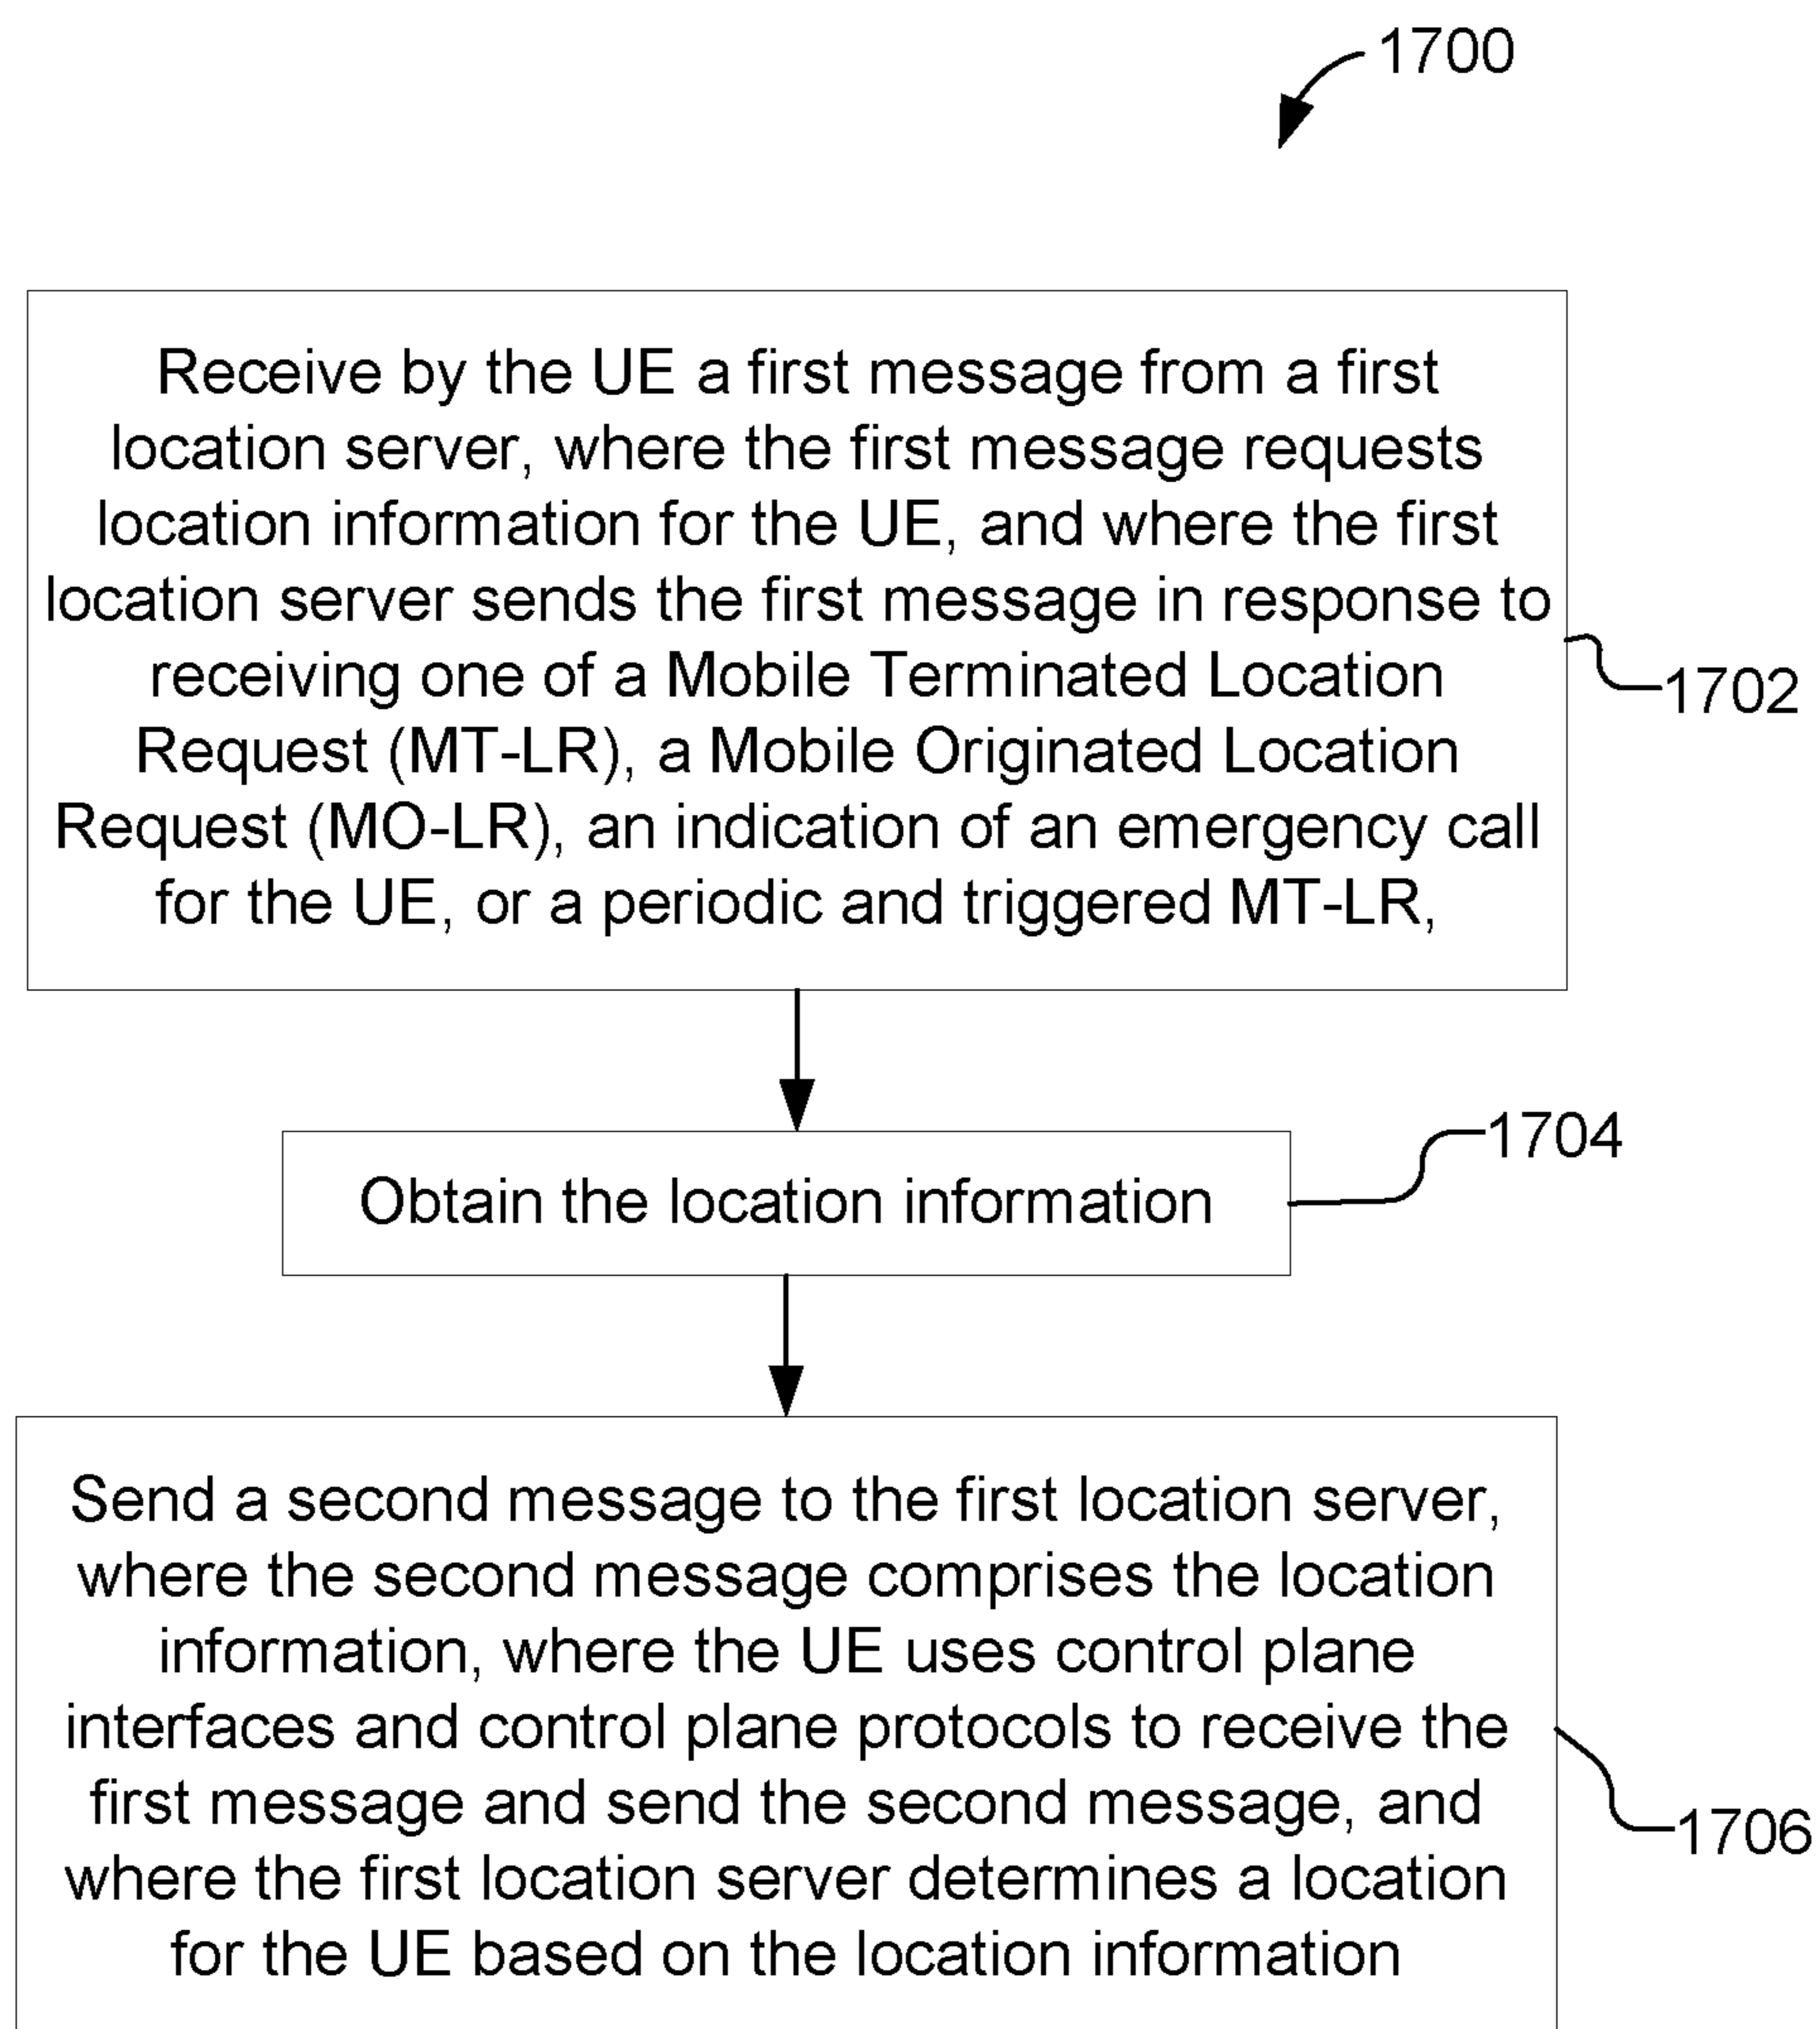 1700
Receive by the UE a first message from a first
location server, where the first message requests
location information for the UE, and where the first
location server sends the first message in response to
receiving one of a Mobile Terminated Location
Request (MT-LR), a Mobile Originated Location
Request (MO-LR), an indication of an emergency call
for the UE, or a periodic and triggered MT-LR,
1702
1704
Obtain the location information
Send a second message to the first location server,
where the second message comprises the location
information, where the UE uses control plane
interfaces and control plane protocols to receive the
first message and send the second message, and
where the first location server determines a location
for the UE based on the location information
1706